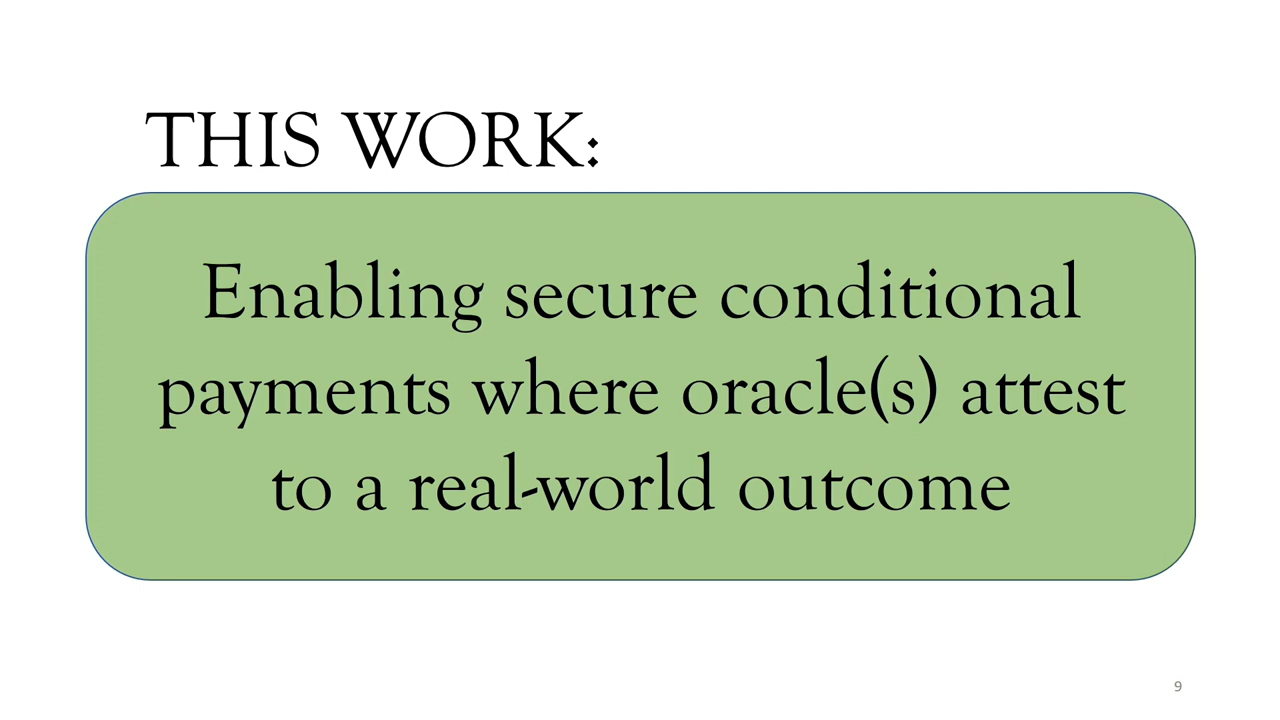 THIS WORK:
Enabling secure conditional
payments where oracle(s) attest
to a real-world outcome
9